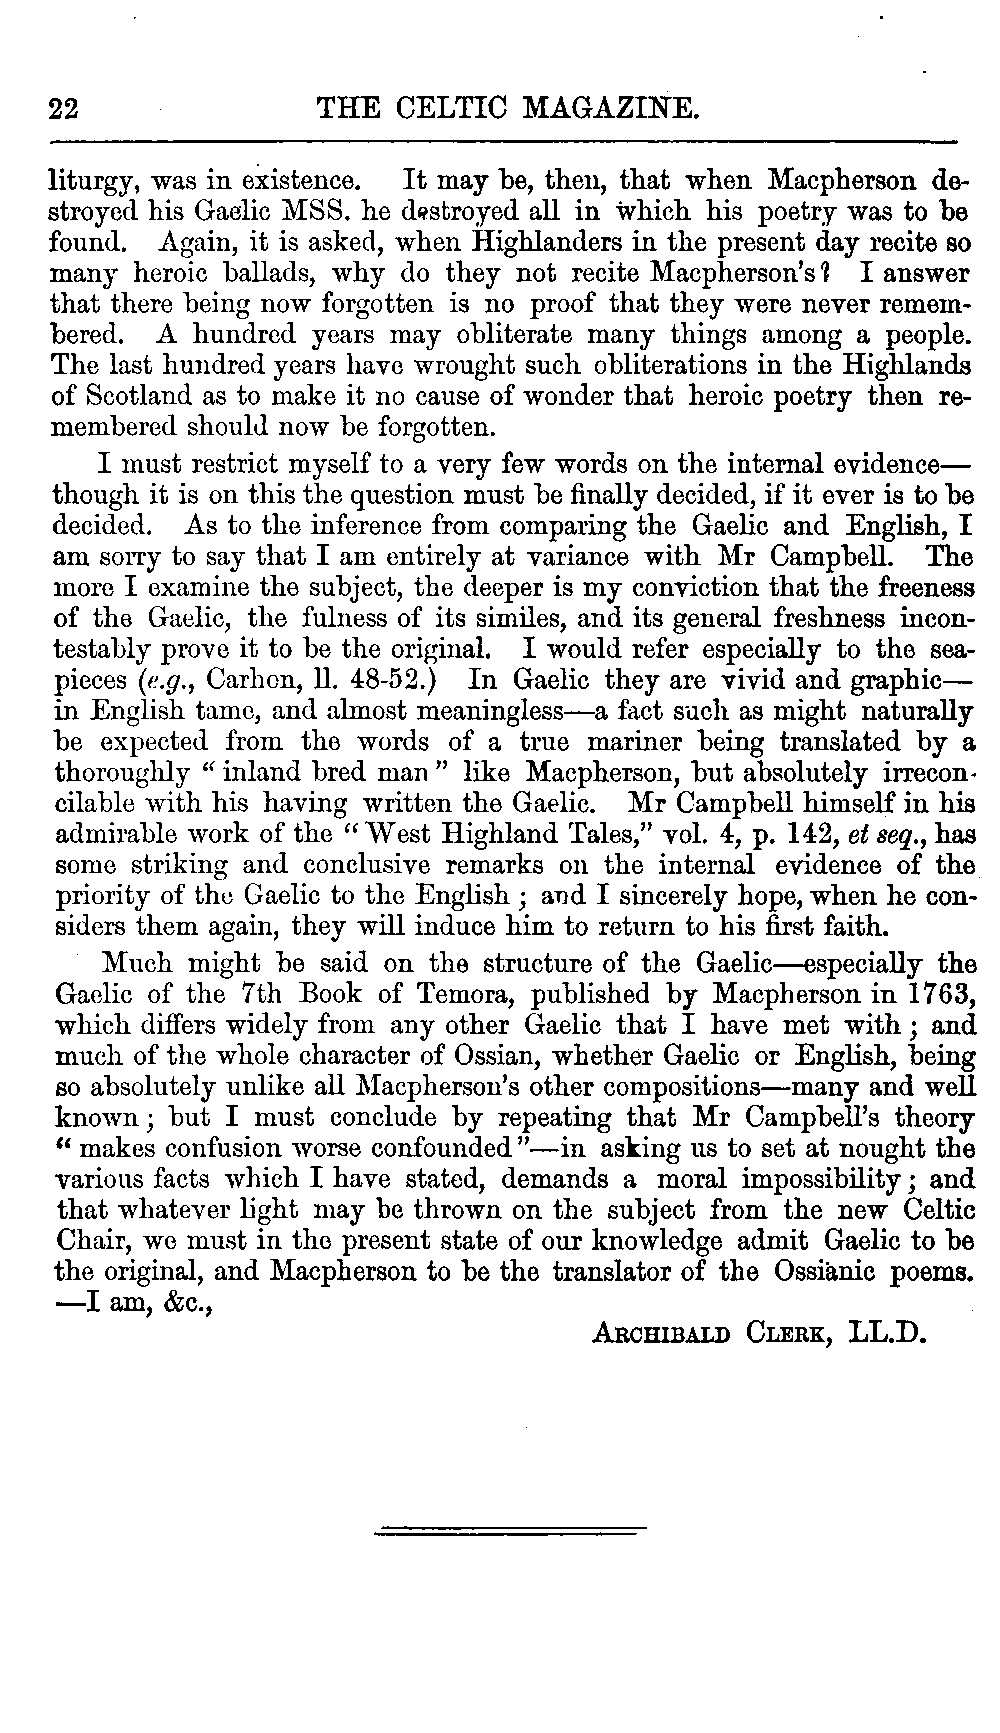 22 THE CELTIC MAGAZINE.
liturgy, was in existence. It may be, then, that when Macpherson de-
stroyed his Gaelic MSS. he destroyed all in which his poetry was to be
found. Again, it is asked, when Highlanders in the present day recite so
many heroic ballads, why do they not recite Macpherson's? I answer
that there being now forgotten is no proof that they were never remem-
bered. A hundred years may obliterate many things among a people.
The last hundred years have wrought such obliterations in the Highlands
of Scotland as to make it no cause of wonder that heroic poetry then re-
membered should now be forgotten.
I must restrict myself to a very few words on the internal evidence—
though it is on this the question must be finally decided, if it ever is to be
decided. As to the inference from comparing the Gaelic and English, I
am sorry to say that I am entirely at variance with Mr Campbell. The
more I examine the subject, the deeper is my conviction that the freeness
of the Gaelic, the fulness of its similes, and its general freshness incon-
testably prove it to be the original. I would refer especially to the sea-
pieces (e.g., Carhon, ll. 48-52.) In Gaelic they are vivid and graphic—
in English tame, and almost meaningless—a fact such as might naturally
be expected from the words of a true mariner being translated by a
thoroughly “ inland bred man ” like Macpherson, but absolutely irrecon-
cilable with his having written the Gaelic. Mr Campbell himself in his
admirable work of the “ West Highland Tales,” vol. 4, p. 142, et seq., has
some striking and conclusive remarks on the internal evidence of the
priority of the Gaelic to the English ; and I sincerely hope, when he con-
siders them again, they will induce him to return to his first faith.
Much might be said on the structure of the Gaelic—especially the
Gaelic of the 7th Book of Temora, published by Macpherson in 1763,
which differs widely from any other Gaelic that I have met with ; and
much of the whole character of Ossian, whether Gaelic or English, being
so absolutely unlike all Macpherson's other compositions—many and well
known ; but I must conclude by repeating that Mr Campbell's theory
“ makes confusion worse confounded ”—in asking us to set at nought the
various facts which I have stated, demands a moral impossibility ; and
that whatever light may be thrown on the subject from the new Celtic
Chair, we must in the present state of our knowledge admit Gaelic to be
the original, and Macpherson to be the translator of the Ossianic poems.
—I am, &c.,
ARCHIBALD CLERK, LL.D.